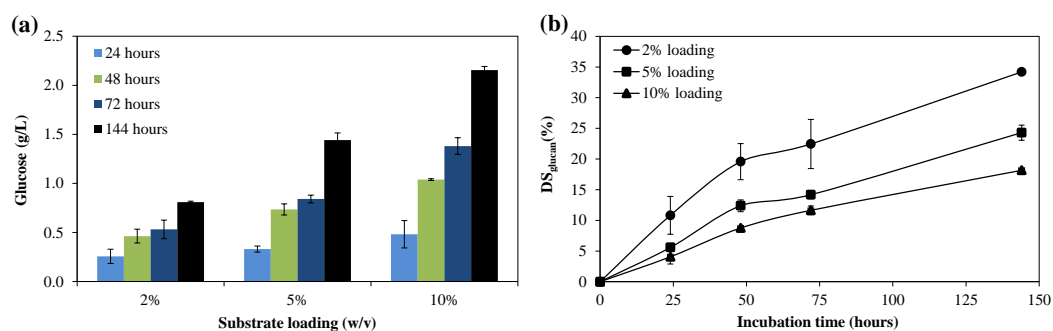 (a)
2.5
2.0
1.5
1.0
0.5
0.0
Glucose (g/L)
24 hours
48 hours
72 hours
144 hours
2%
5%
10%
Substrate loading (w/v)
(b)
40
35
30
25
20
15
10
5
0
DSglucan(%)
2% loading
5% loading
10% loading
0
25
50
75
100
125
150
Incubation time (hours)